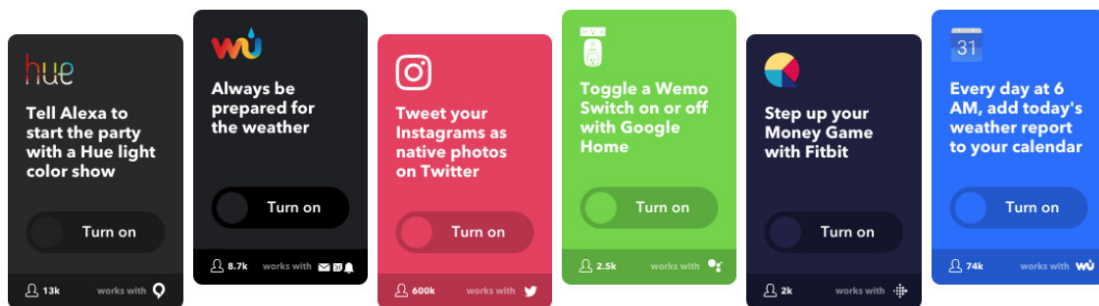 hue
Tell Alexa to
start the party
with a Hue light
color show
Turn on
13k works with
wu
Always be
prepared for
the weather
Turn on
8.7k works with
Tweet your
Instagrams as
native photos
on Twitter
Turn on
600k works with
Toggle a Wemo
Switch on or off
with Google
Home
Turn on
2.5k works with
Step up your
Money Game
with Fitbit
Turn on
2k works with
31
Every day at 6
AM, add today's
weather report
to your calendar
Turn on
74k works with wu